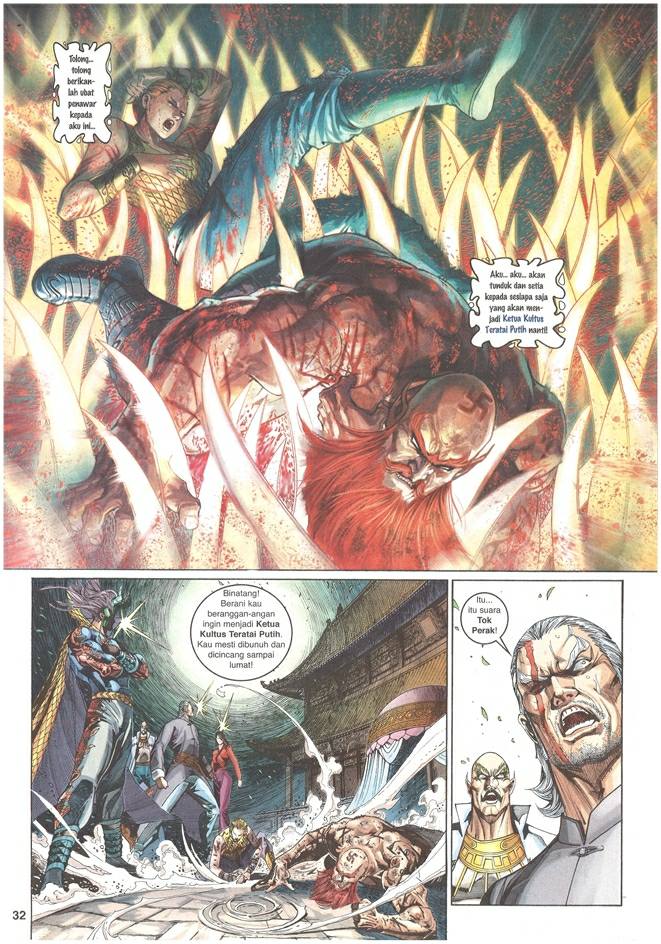 Tolong...
tolong
berikan-
lah ubat
penawar
kepada
aku ini...
Aku... aku... akan
tunduk dan setia
kepada sesiapa saja
yang akan men-
jadi Ketua Kultus
Teratai Putih nanti!
Binatang!
Berani kau
beranggan-angan
ingin menjadi Ketua
Kultus Teratai Putih.
Kau mesti dibunuh dan
dicincang sampai
lumat!
Itu...
itu suara
Tok
Perak!
32